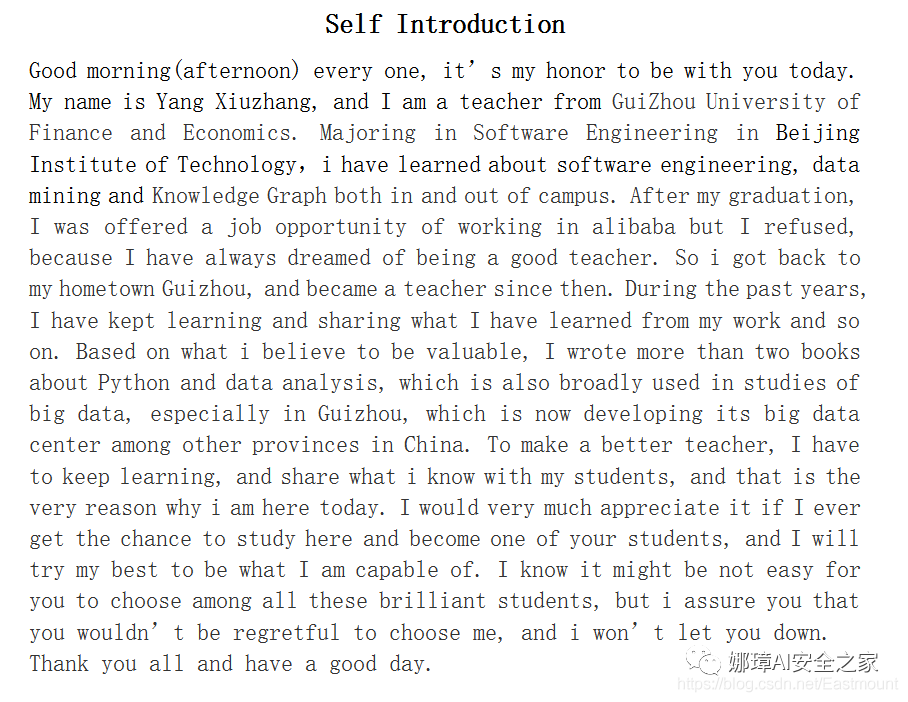 Self Introduction
Good morning(afternoon) every one, it’s my honor to be with you today.
My name is Yang Xiuzhang, and I am a teacher from GuiZhou University of
Finance and Economics. Majoring in Software Engineering in Beijing
Institute of Technology，i have learned about software engineering, data
mining and Knowledge Graph both in and out of campus. After my graduation,
I was offered a job opportunity of working in alibaba but I refused,
because I have always dreamed of being a good teacher. So i got back to
my hometown Guizhou, and became a teacher since then. During the past years,
I have kept learning and sharing what I have learned from my work and so
on. Based on what i believe to be valuable, I wrote more than two books
about Python and data analysis, which is also broadly used in studies of
big data, especially in Guizhou, which is now developing its big data
center among other provinces in China. To make a better teacher, I have
to keep learning, and share what i know with my students, and that is the
very reason why i am here today. I would very much appreciate it if I ever
get the chance to study here and become one of your students, and I will
try my best to be what I am capable of. I know it might be not easy for
you to choose among all these brilliant students, but i assure you that
you wouldn’t be regretful to choose me, and i won’t let you down.
Thank you all and have a good day.
娜璋AI安全之家
https://blog.csdn.net/Eastmount